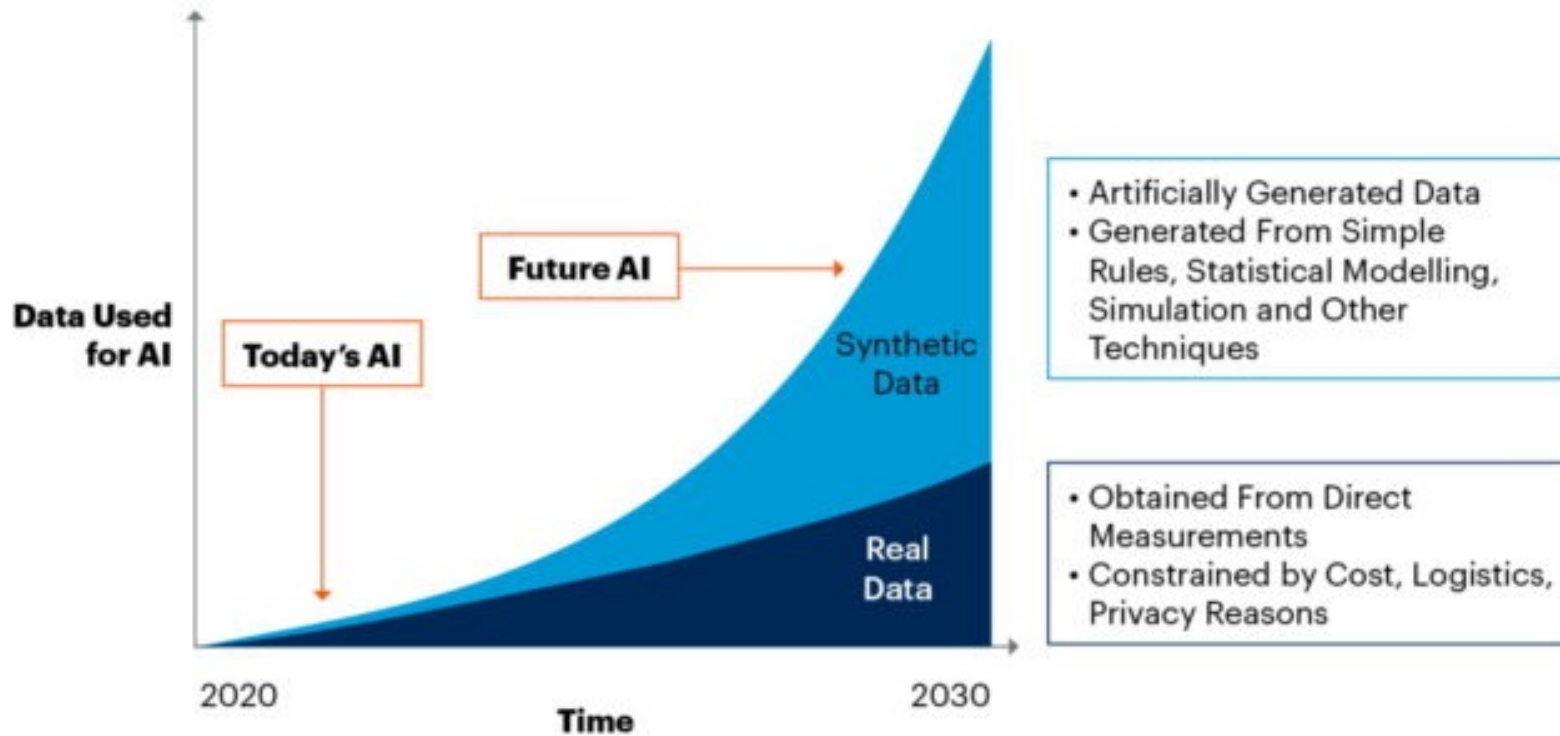 Data Used
for AI
Today's AI
Future AI
Synthetic
Data
Real
Data
• Artificially Generated Data
• Generated From Simple
Rules, Statistical Modelling,
Simulation and Other
Techniques
• Obtained From Direct
Measurements
• Constrained by Cost, Logistics,
Privacy Reasons
2020
2030
Time